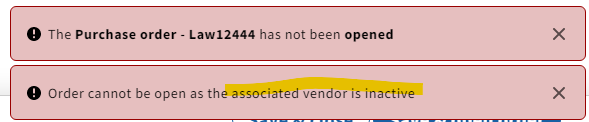 The Purchase order - Law12444 has not been opened
Order cannot be open as the associated vendor is inactive